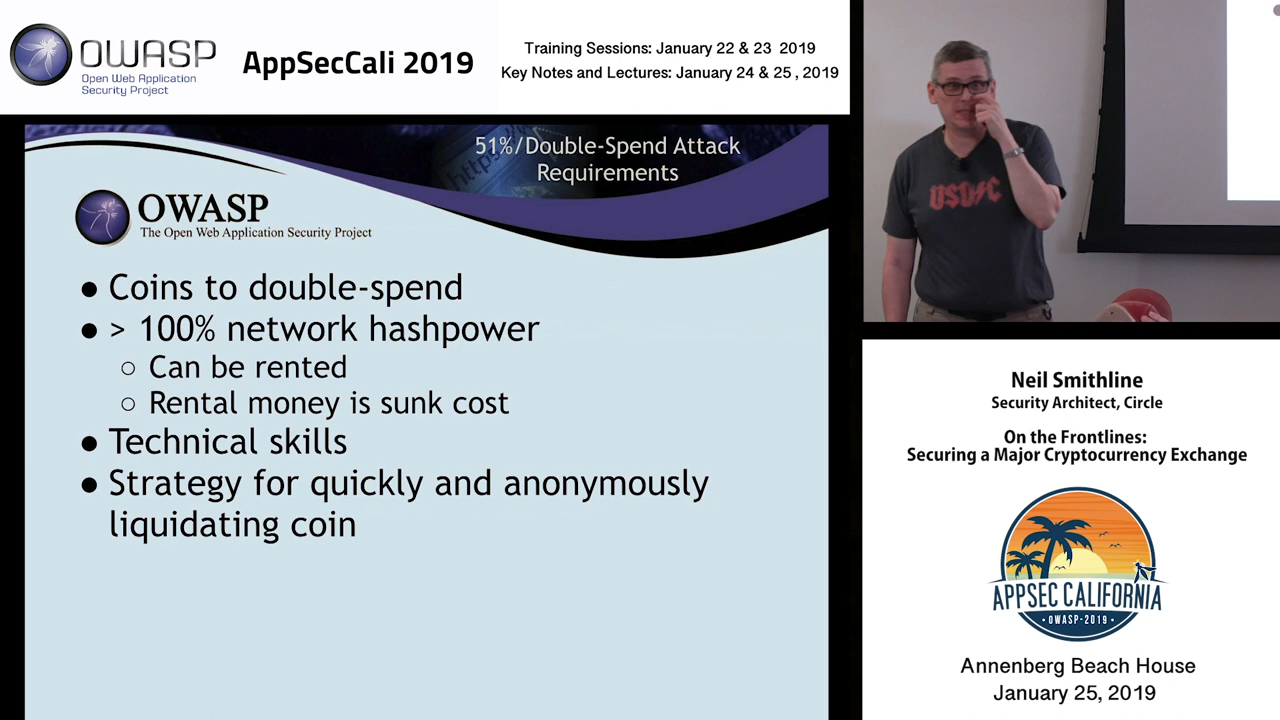 OWASP
Open Web Application
Security Project
AppSecCali 2019
Training Sessions: January 22 & 23 2019
Key Notes and Lectures: January 24 & 25 , 2019
51%/Double-Spend Attack
Requirements
OWASP
The Open Web Application Security Project
● Coins to double-spend
● > 100% network hashpower
○ Can be rented
○ Rental money is sunk cost
● Technical skills
● Strategy for quickly and anonymously
liquidating coin
Neil Smithline
Security Architect, Circle
On the Frontlines:
Securing a Major Cryptocurrency Exchange
APPSEC CALIFORNIA
• OWASP-2019 •
Annenberg Beach House
January 25, 2019